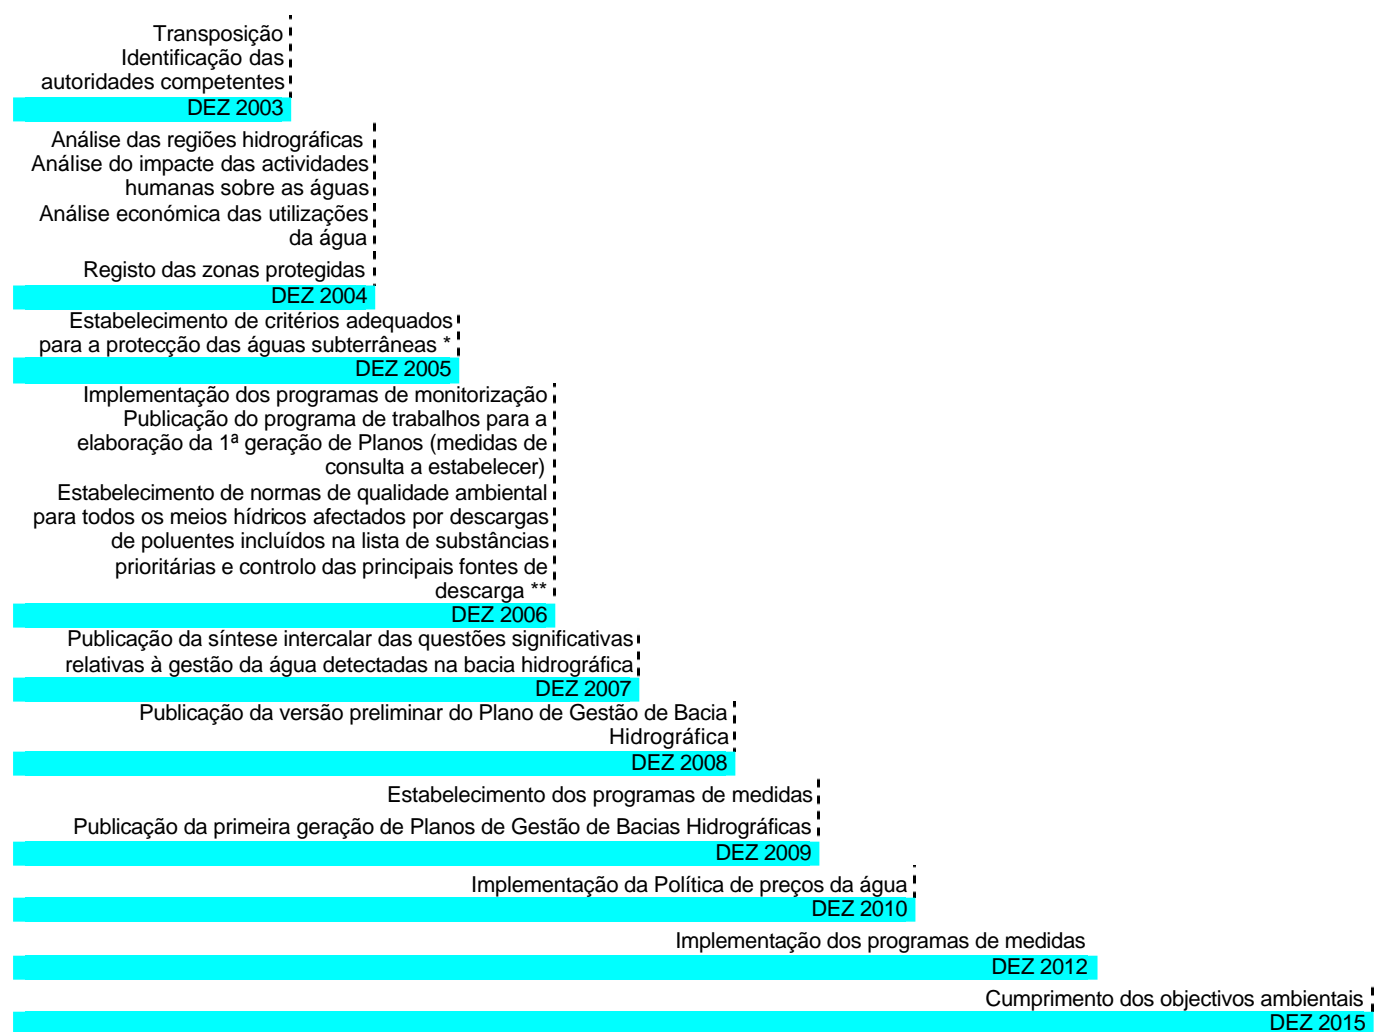 Transposição
Identificação das
autoridades competentes
DEZ 2003
Análise das regiões hidrográficas
Análise do impacte das actividades
humanas sobre as águas
Análise económica das utilizações
da água
Registo das zonas protegidas
DEZ 2004
Estabelecimento de critérios adequados
para a protecção das águas subterrâneas *
DEZ 2005
Implementação dos programas de monitorização
Publicação do programa de trabalhos para a
elaboração da 1ª geração de Planos (medidas de
consulta a estabelecer)
Estabelecimento de normas de qualidade ambiental
para todos os meios hídricos afectados por descargas
de poluentes incluídos na lista de substâncias
prioritárias e controlo das principais fontes de
descarga **
DEZ 2006
Publicação da síntese intercalar das questões significativas
relativas à gestão da água detectadas na bacia hidrográfica
DEZ 2007
Publicação da versão preliminar do Plano de Gestão de Bacia
Hidrográfica
DEZ 2008
Estabelecimento dos programas de medidas
Publicação da primeira geração de Planos de Gestão de Bacias Hidrográficas
DEZ 2009
Implementação da Política de preços da água
DEZ 2010
Implementação dos programas de medidas
DEZ 2012
Cumprimento dos objectivos ambientais
DEZ 2015